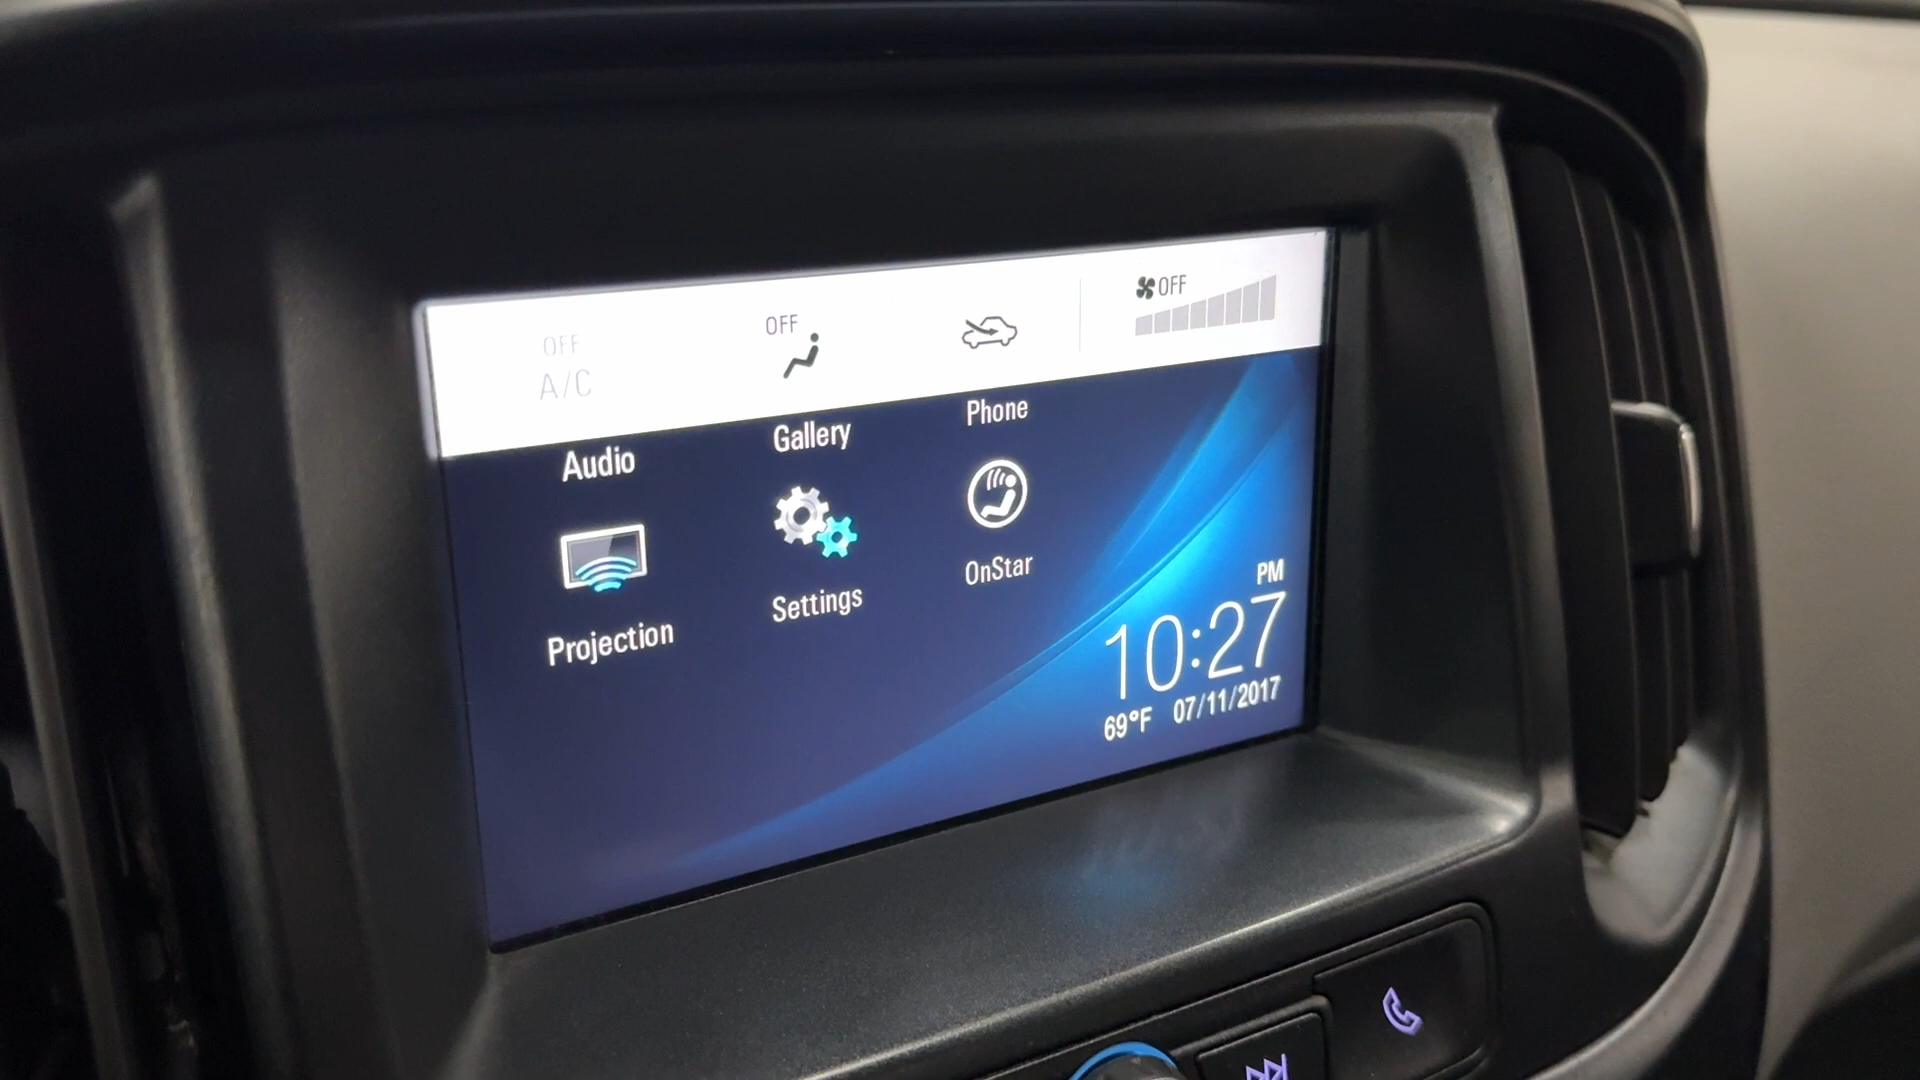 OFF
A/C
OFF
OFF
Audio
Gallery
Phone
Projection
Settings
OnStar
PM
10:27
69°F 07/11/2017